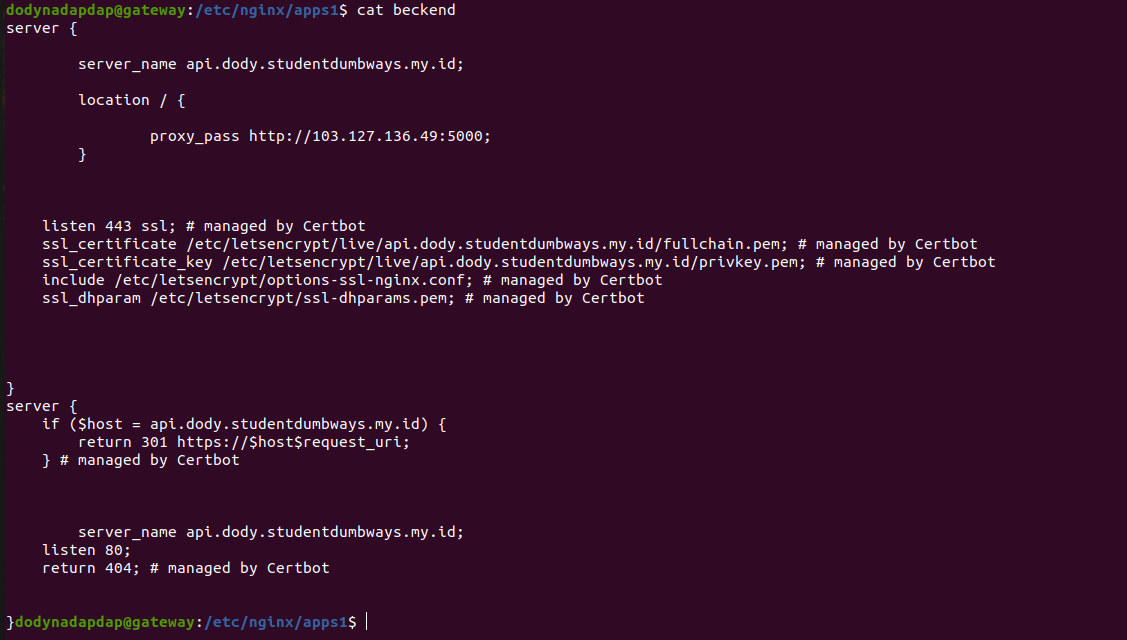 dodynadapdap@gateway:/etc/nginx/apps1$ cat beckend
server {
server_name api.dody.studentdumbways.my.id;
location / {
proxy_pass http://103.127.136.49:5000;
}
listen 443 ssl; # managed by Certbot
ssl_certificate /etc/letsencrypt/live/api.dody.studentdumbways.my.id/fullchain.pem; # managed by Certbot
ssl_certificate_key /etc/letsencrypt/live/api.dody.studentdumbways.my.id/privkey.pem; # managed by Certbot
include /etc/letsencrypt/options-ssl-nginx.conf; # managed by Certbot
ssl_dhparam /etc/letsencrypt/ssl-dhparams.pem; # managed by Certbot
}
server {
if ($host = api.dody.studentdumbways.my.id) {
return 301 https://$host$request_uri;
} # managed by Certbot
server_name api.dody.studentdumbways.my.id;
listen 80;
return 404; # managed by Certbot
}dodynadapdap@gateway:/etc/nginx/apps1$